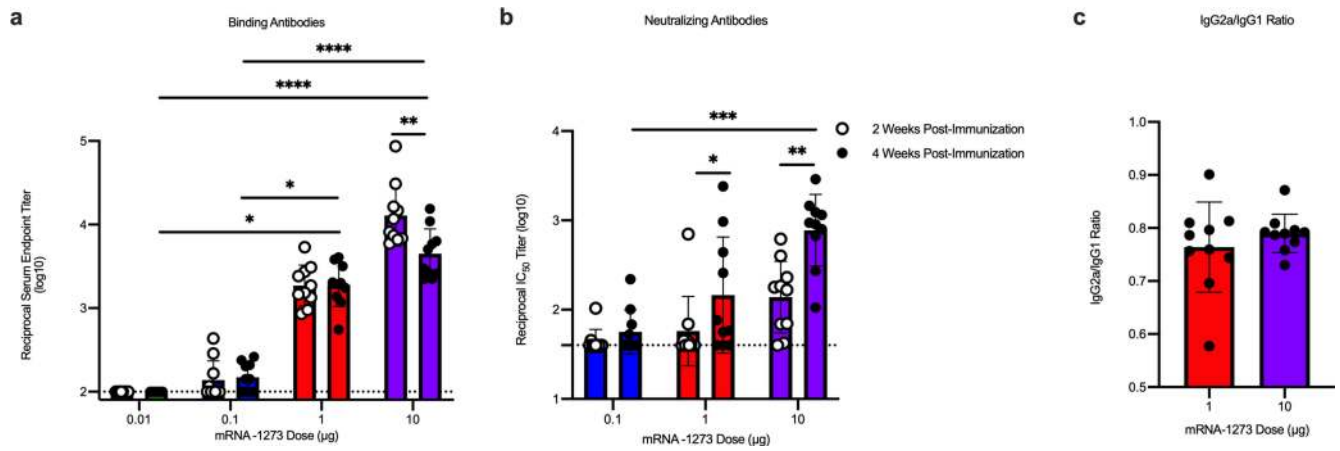 a
Binding Antibodies
****
****
**
*
*
Reciprocal Serum Endpoint Titer
(log10)
5
4
3
2
0.01 0.1 1 10
mRNA-1273 Dose (µg)
b
Neutralizing Antibodies
***
*
**
2 Weeks Post-Immunization
4 Weeks Post-Immunization
Reciprocal IC50 Titer (log10)
4
3
2
1
0.1 1 10
mRNA-1273 Dose (µg)
c
IgG2a/IgG1 Ratio
IgG2a/IgG1 Ratio
1.0
0.9
0.8
0.7
0.6
0.5
1 10
mRNA-1273 Dose (µg)